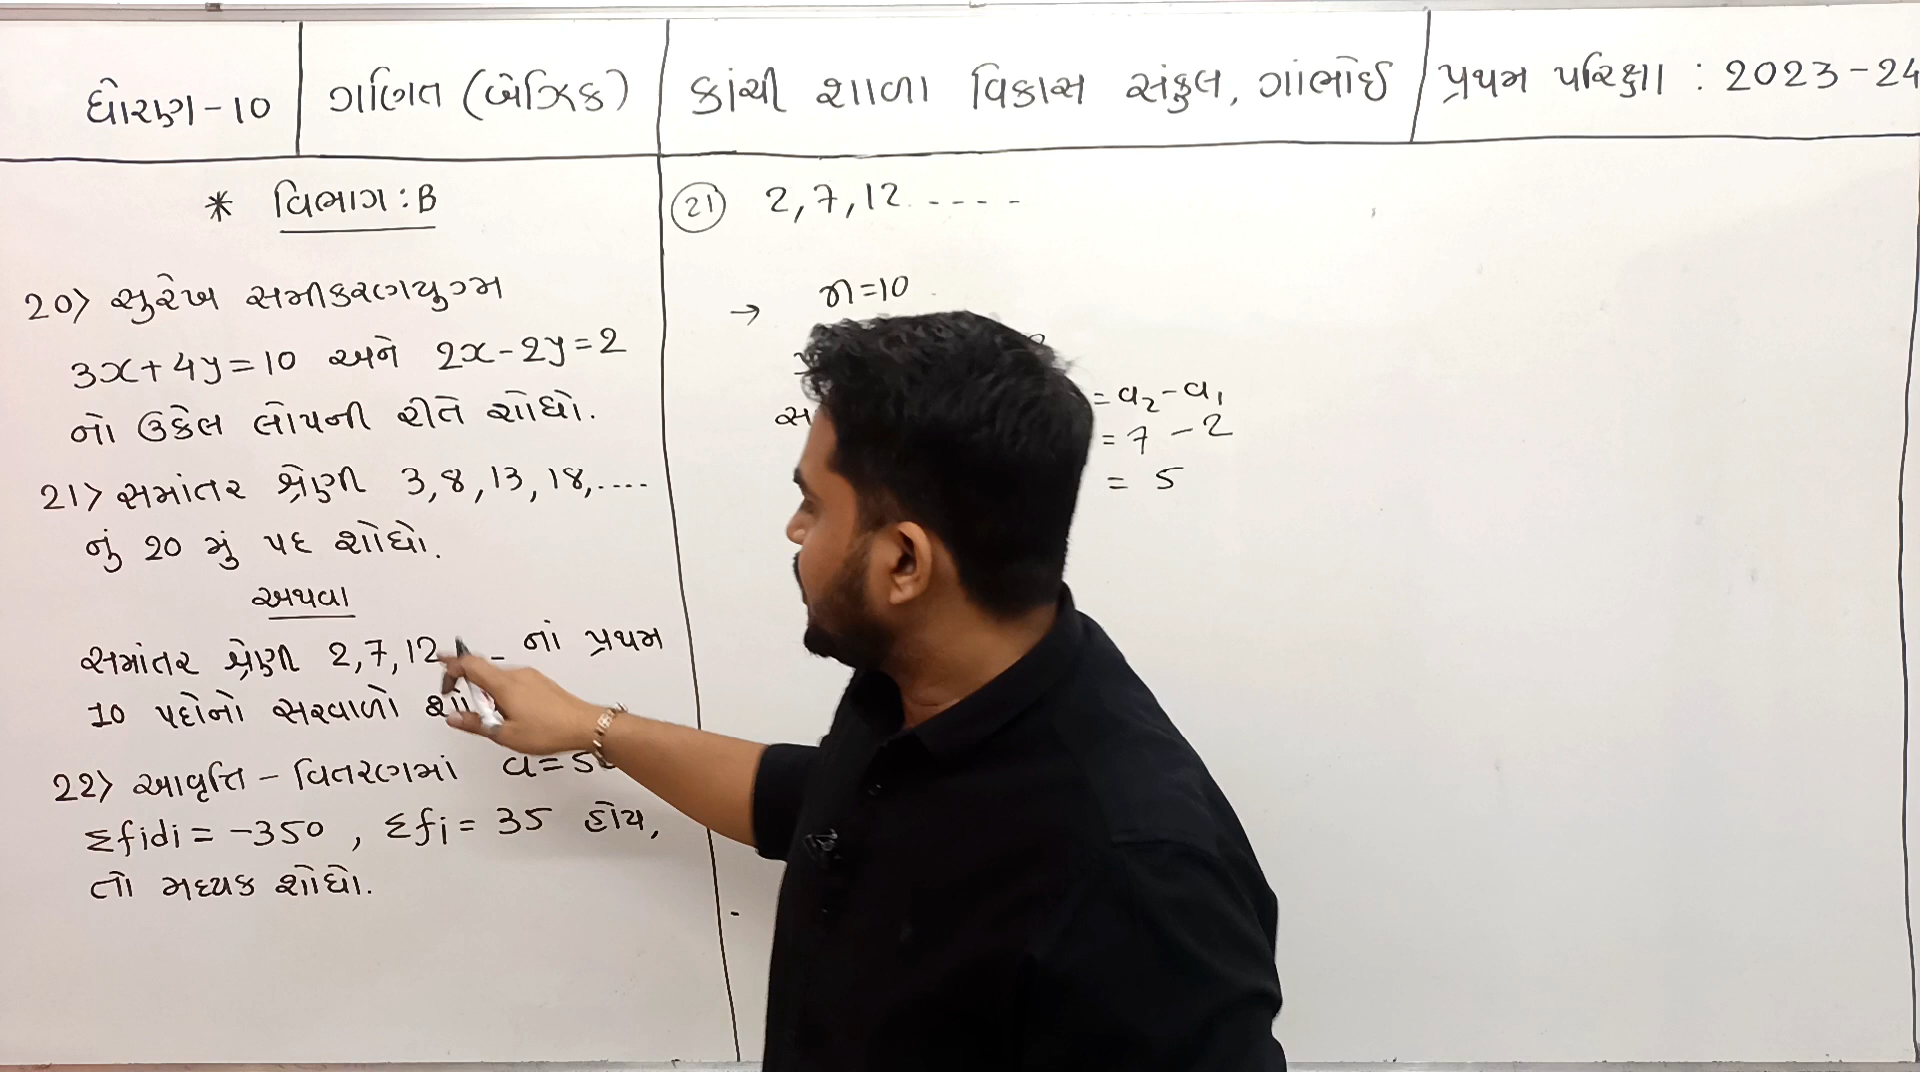 ધોરણ-10
ગણિત (બેઝિક)
કાંચી શાળા વિકાસ સંકુલ, ગાંભોઈ
પ્રથમ પરિક્ષા : 2023-24
* વિભાગ : B
20) સુરેખ સમીકરણયુગ્મ
3x+4y=10 અને 2x-2y=2
નો ઉકેલ લોપની રીતે શોધો.
21) સમાંતર શ્રેણી 3,8,13,18,....
નું 20 મું પદ શોધો.
અથવા
સમાંતર શ્રેણી 2,7,12 _ નાં પ્રથમ
10 પદોનો સરવાળો
22) આવૃત્તિ - વિતરણમાં a=5
Σfidi = -350 , Σfi = 35 હોય,
તો મધ્યક શોધો.
21 2,7,12.----
→ n=10
= a₂-a₁
= 7 - 2
= 5